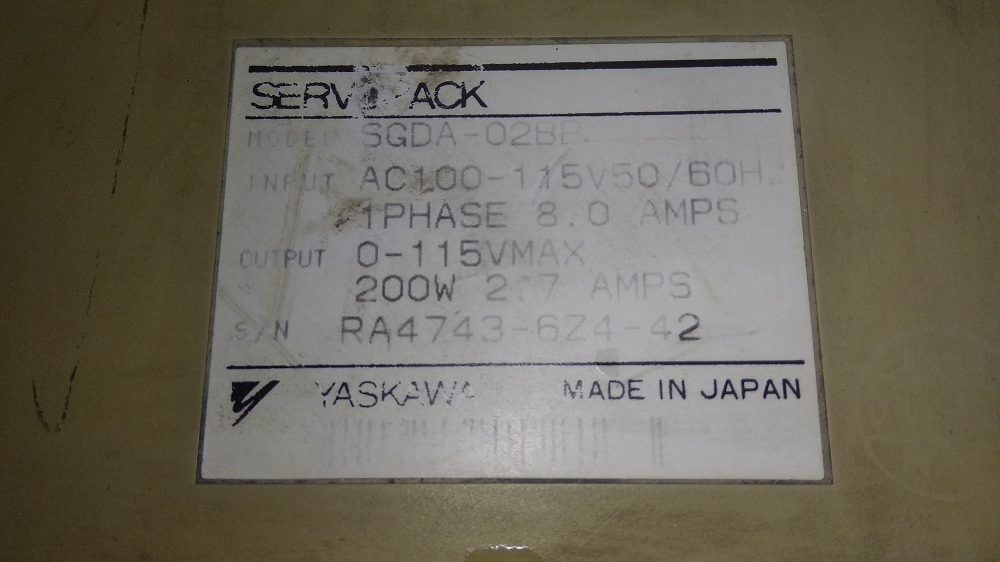 SERVOPACK
MODEL SGDA-02BP
INPUT AC100-115V50/60HZ
1PHASE 8.0 AMPS
OUTPUT 0-115VMAX
200W 2.7 AMPS
S/N RA4743-624-42
YASKAWA MADE IN JAPAN